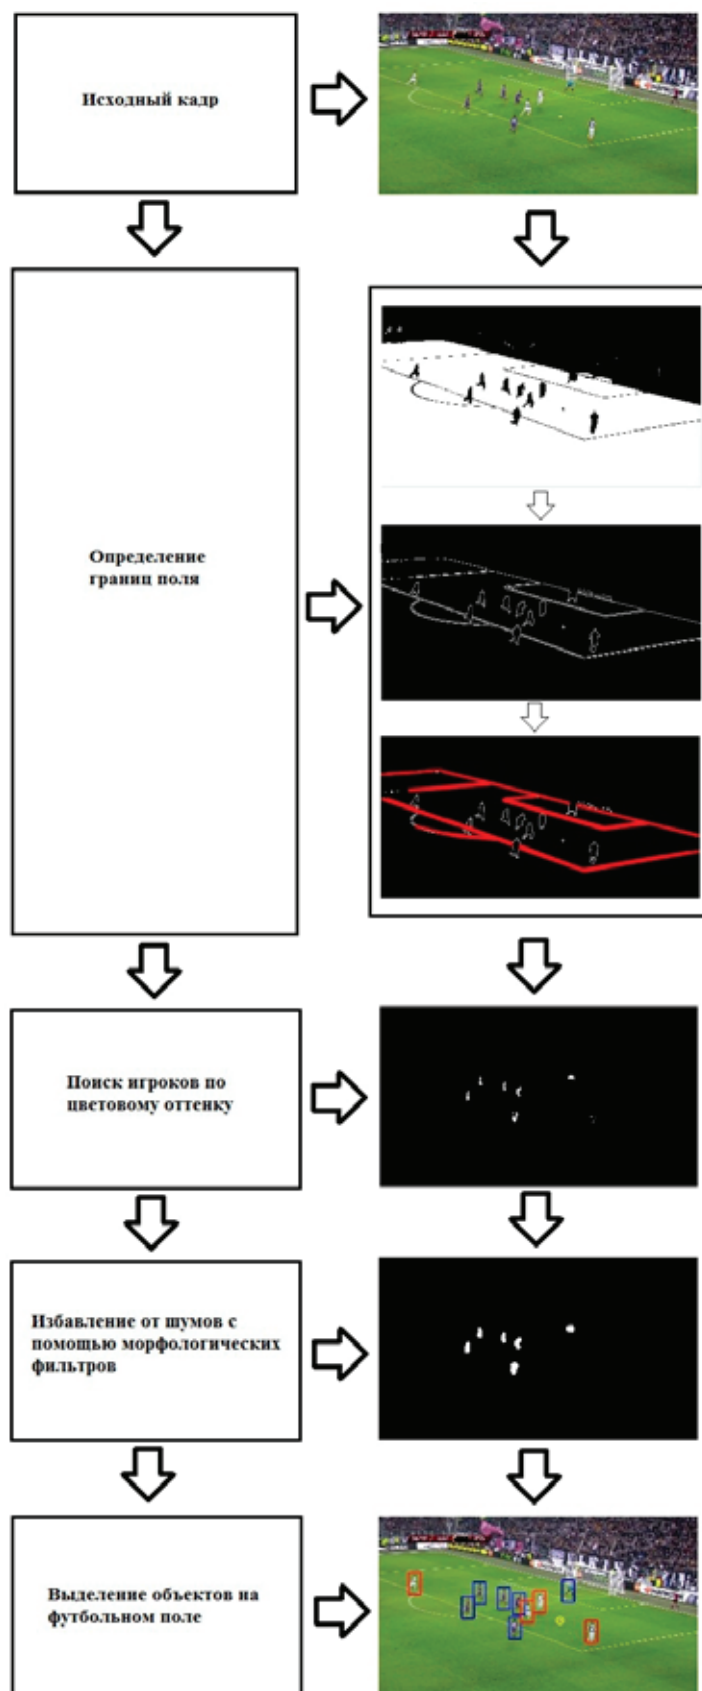 Исходный кадр
Определение
границ поля
Поиск игроков по
цветовому оттенку
Избавление от шумов с
помощью морфологических
фильтров
Выделение объектов на
футбольном поле